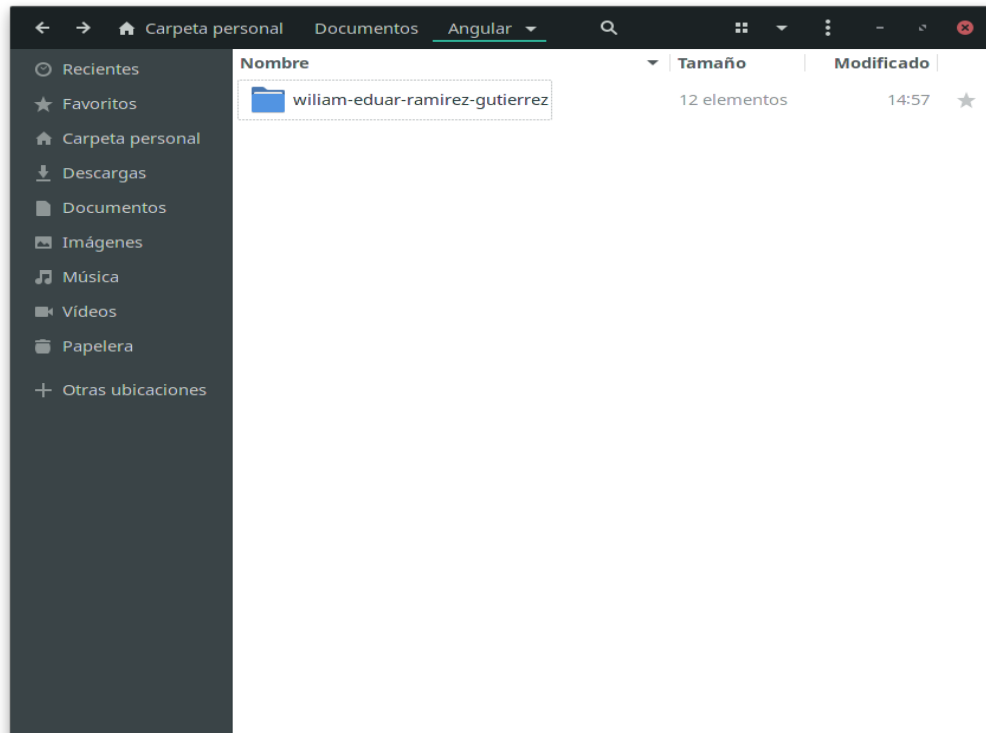 Carpeta personal Documentos Angular
Recientes
Favoritos
Carpeta personal
Descargas
Documentos
Imágenes
Música
Vídeos
Papelera
Otras ubicaciones
Nombre Tamaño Modificado
wiliam-eduar-ramirez-gutierrez 12 elementos 14:57